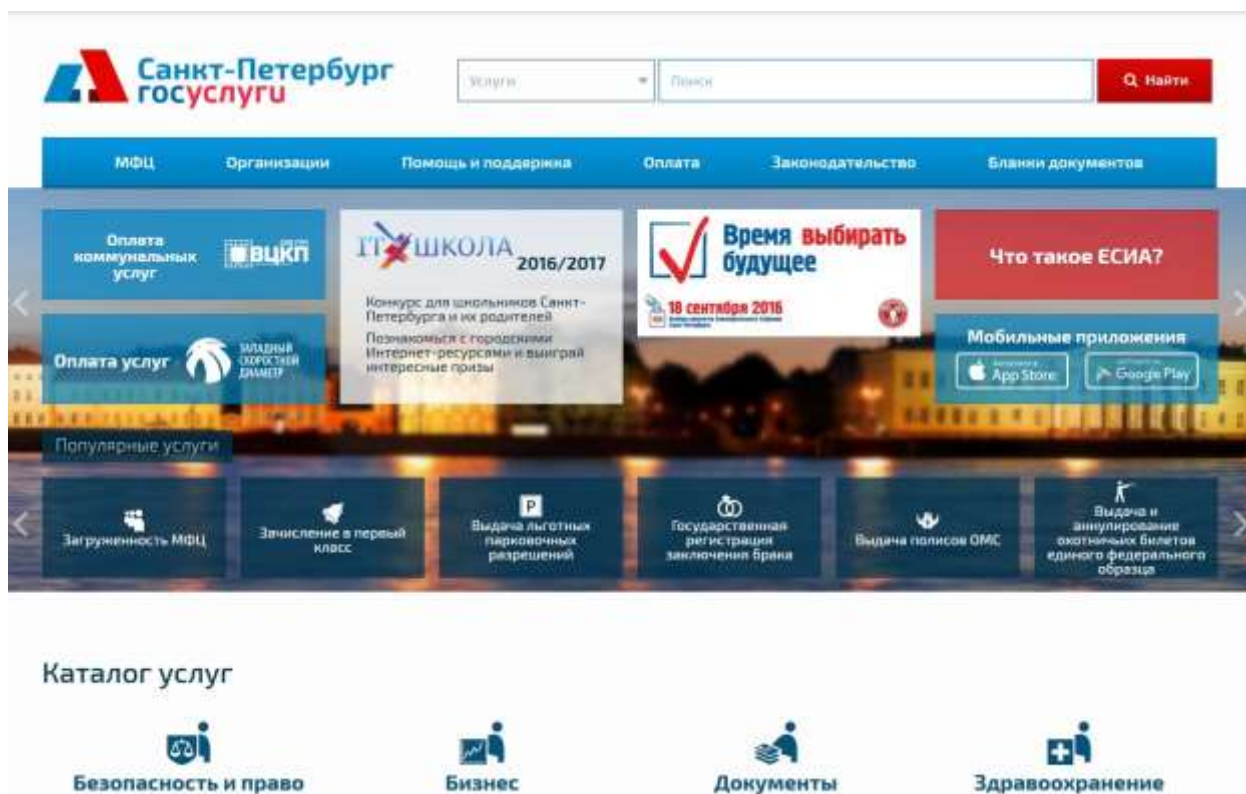 Санкт-Петербург
госуслуги
Услуги
Поиск
Найти
МФЦ
Организации
Помощь и поддержка
Оплата
Законодательство
Бланки документов
Оплата
коммунальных
услуг
ВЦКП
Оплата услуг
ЗАПАДНЫЙ
СКОРОСТНОЙ
ДИАМЕТР
IT ШКОЛА
2016/2017
Конкурс для школьников Санкт-
Петербурга и их родителей
Познакомься с городскими
Интернет-ресурсами и выиграй
интересные призы
Время выбирать
будущее
18 сентября 2016
Что такое ЕСИА?
Мобильные приложения
App Store
Google Play
Популярные услуги
Загруженность МФЦ
Зачисление в первый
класс
P
Выдача льготных
парковочных
разрешений
Государственная
регистрация
заключения брака
Выдача полисов ОМС
Выдача и
аннулирование
охотничьих билетов
единого федерального
образца
Каталог услуг
Безопасность и право
Бизнес
Документы
Здравоохранение